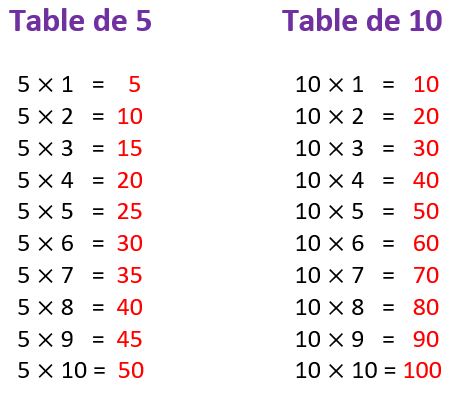 Table de 5
5 × 1 = 5
5 × 2 = 10
5 × 3 = 15
5 × 4 = 20
5 × 5 = 25
5 × 6 = 30
5 × 7 = 35
5 × 8 = 40
5 × 9 = 45
5 × 10 = 50
Table de 10
10 × 1 = 10
10 × 2 = 20
10 × 3 = 30
10 × 4 = 40
10 × 5 = 50
10 × 6 = 60
10 × 7 = 70
10 × 8 = 80
10 × 9 = 90
10 × 10 = 100